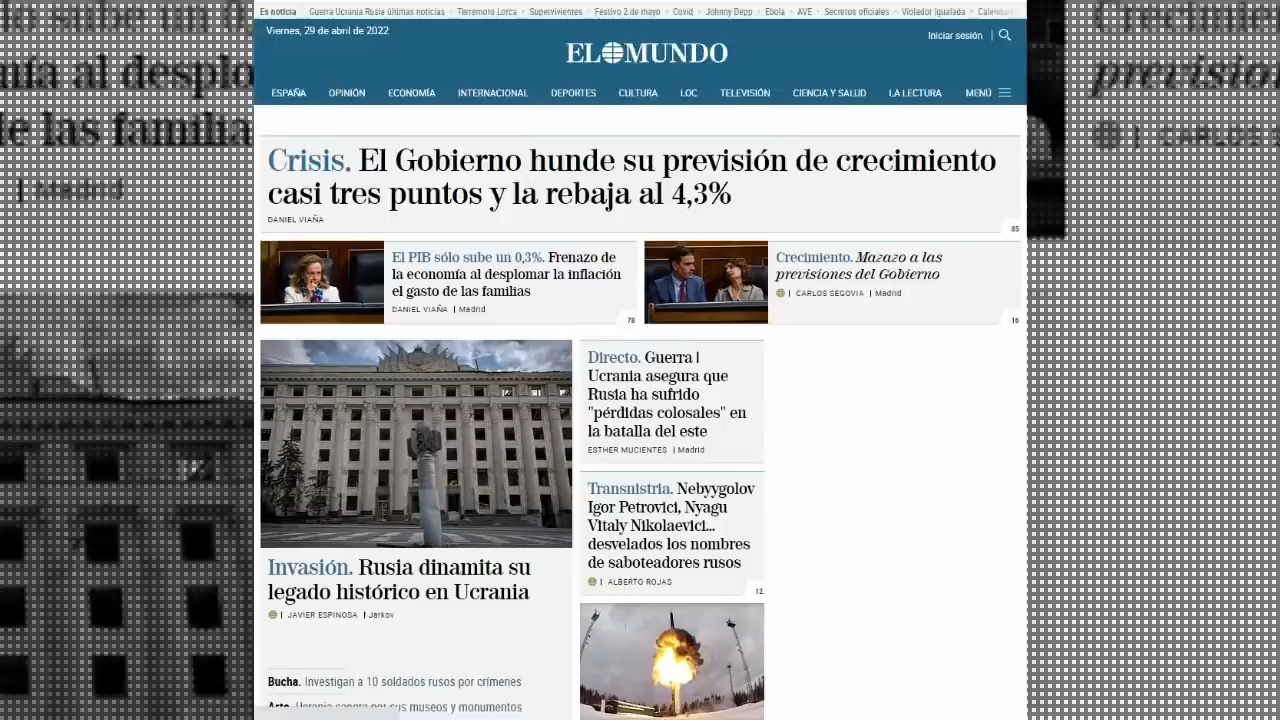 Es noticia Guerra Ucrania Rusia últimas noticias Terremoto Lorca Supervivientes Festivo 2 de mayo Covid Johnny Depp Ebola AVE Secretos oficiales Violador Igualada
Viernes, 29 de abril de 2022
Iniciar sesión
EL MUNDO
ESPAÑA OPINIÓN ECONOMÍA INTERNACIONAL DEPORTES CULTURA LOC TELEVISIÓN CIENCIA Y SALUD LA LECTURA MENÚ
Crisis. El Gobierno hunde su previsión de crecimiento
casi tres puntos y la rebaja al 4,3%
DANIEL VIAÑA
85
El PIB sólo sube un 0,3%. Frenazo de
la economía al desplomar la inflación
el gasto de las familias
DANIEL VIAÑA | Madrid
78
Crecimiento. Mazazo a las
previsiones del Gobierno
| CARLOS SEGOVIA | Madrid
16
Directo. Guerra |
Ucrania asegura que
Rusia ha sufrido
"pérdidas colosales" en
la batalla del este
ESTHER MUCIENTES | Madrid
Transnistria. Nebyygolov
Igor Petrovici, Nyagu
Vitaly Nikolaevici...
desvelados los nombres
de saboteadores rusos
| ALBERTO ROJAS
12
Invasión. Rusia dinamita su
legado histórico en Ucrania
| JAVIER ESPINOSA | Jarkov
Bucha. Investigan a 10 soldados rusos por crímenes
Arte. Ucrania sangra por sus museos y monumentos